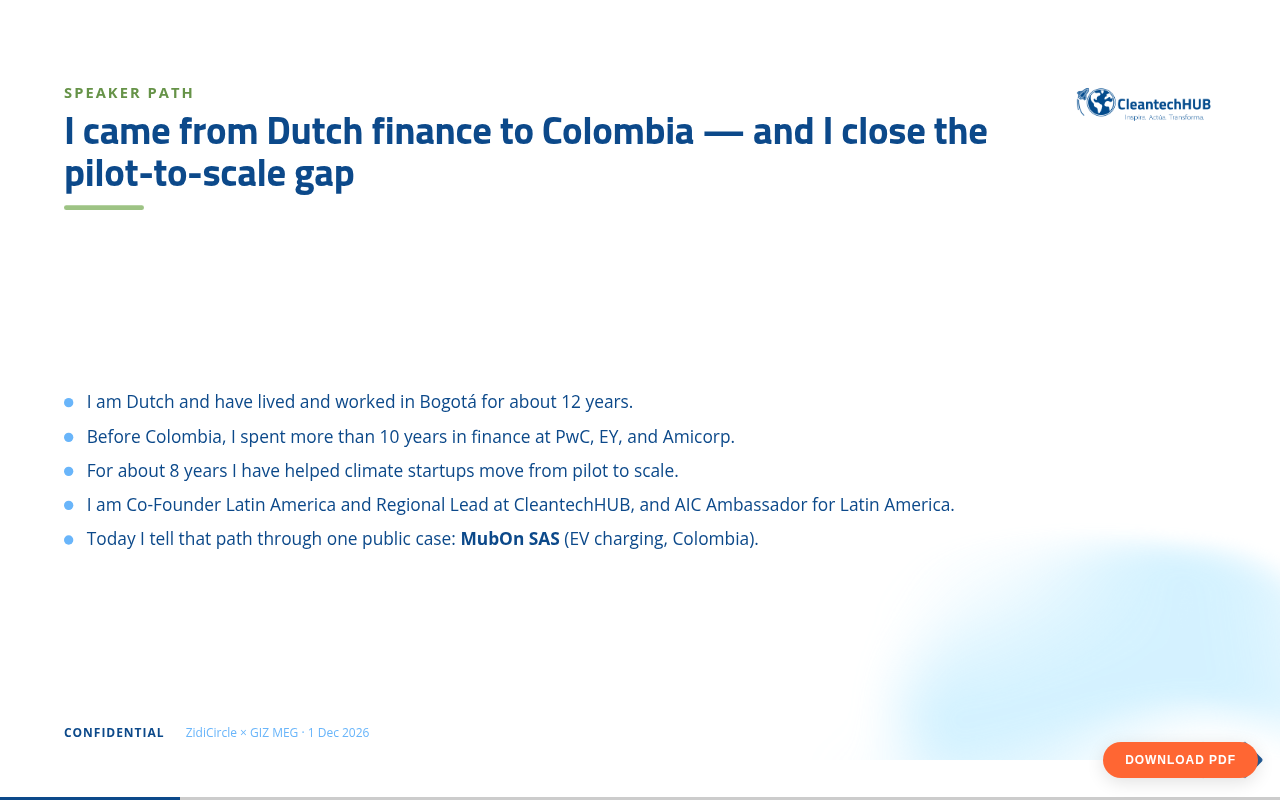 SPEAKER PATH
I came from Dutch finance to Colombia — and I close the
pilot-to-scale gap
CleantechHUB
Inspira. Actúa. Transforma.
I am Dutch and have lived and worked in Bogotá for about 12 years.
Before Colombia, I spent more than 10 years in finance at PwC, EY, and Amicorp.
For about 8 years I have helped climate startups move from pilot to scale.
I am Co-Founder Latin America and Regional Lead at CleantechHUB, and AIC Ambassador for Latin America.
Today I tell that path through one public case: MubOn SAS (EV charging, Colombia).
CONFIDENTIAL ZidiCircle × GIZ MEG · 1 Dec 2026
DOWNLOAD PDF